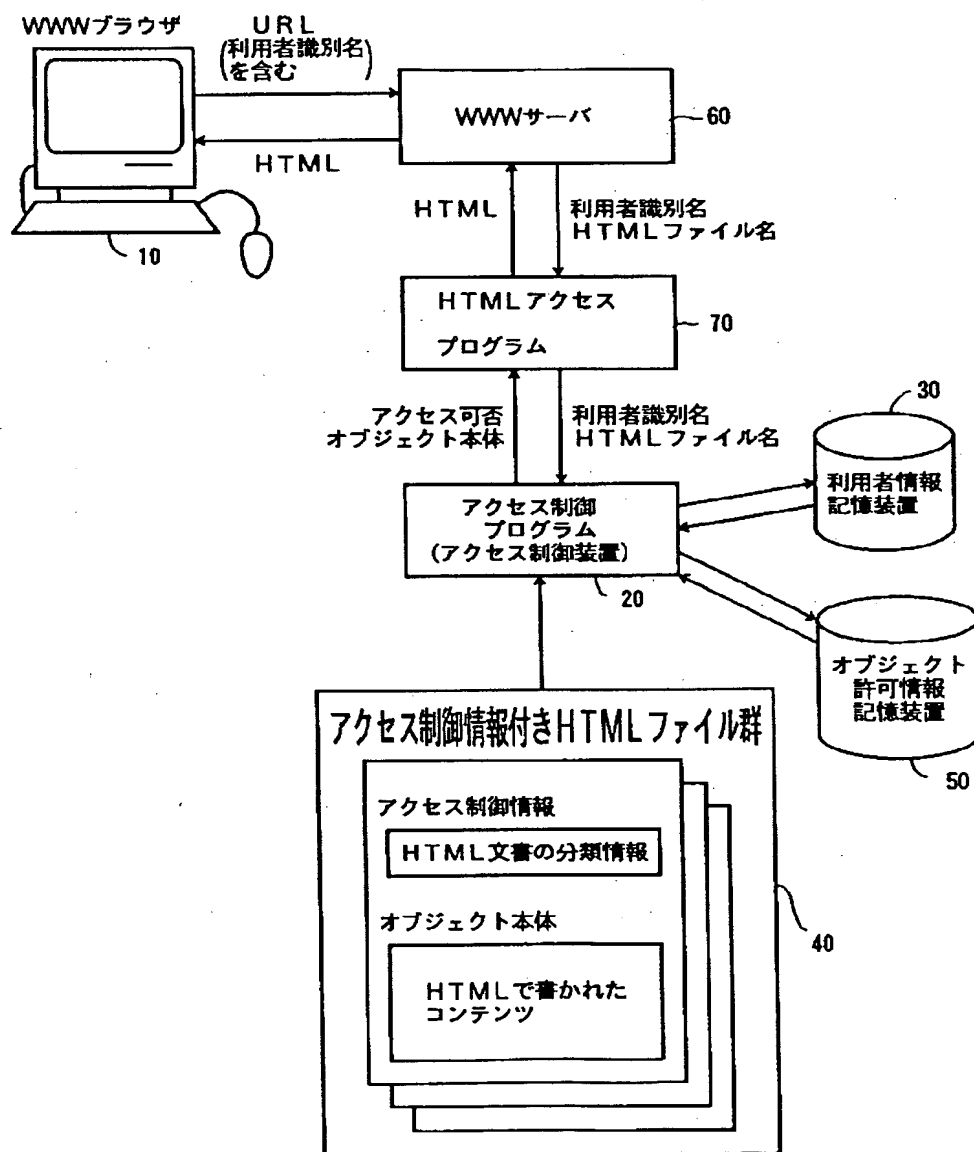 WWWブラウザ
URL
(利用者識別名)
を含む
HTML
10
WWWサーバ
60
HTML
利用者識別名
HTMLファイル名
HTMLアクセス
プログラム
70
アクセス可否
オブジェクト本体
利用者識別名
HTMLファイル名
30
利用者情報
記憶装置
アクセス制御
プログラム
(アクセス制御装置)
20
オブジェクト
許可情報
記憶装置
50
アクセス制御情報付きHTMLファイル群
アクセス制御情報
HTML文書の分類情報
オブジェクト本体
HTMLで書かれた
コンテンツ
40